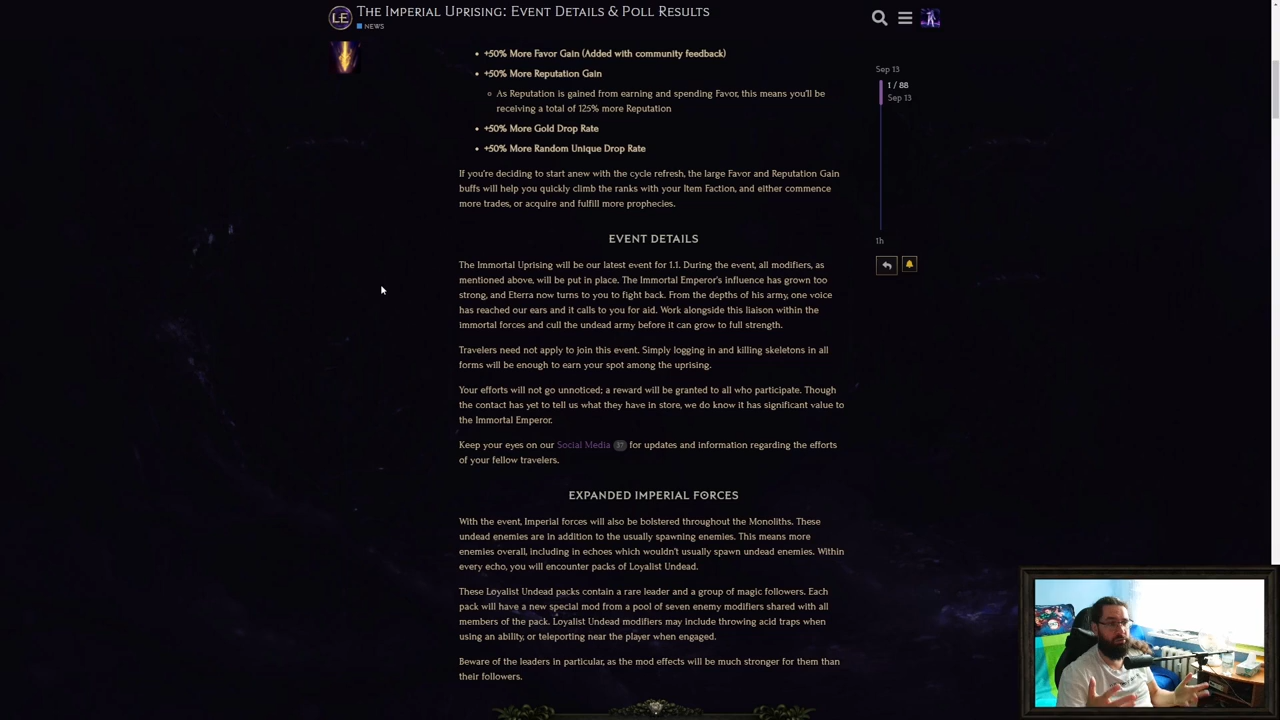 The Imperial Uprising: Event Details & Poll Results
LE
NEWS
+50% More Favor Gain (Added with community feedback)
+50% More Reputation Gain
As Reputation is gained from earning and spending Favor, this means you'll be
receiving a total of 125% more Reputation
+50% More Gold Drop Rate
+50% More Random Unique Drop Rate
If you're deciding to start anew with the cycle refresh, the large Favor and Reputation Gain
buffs will help you quickly climb the ranks with your Item Faction, and either commence
more trades, or acquire and fulfill more prophecies.
EVENT DETAILS
The Immortal Uprising will be our latest event for 1.1. During the event, all modifiers, as
mentioned above, will be put in place. The Immortal Emperor's influence has grown too
strong, and Eterra now turns to you to fight back. From the depths of his army, one voice
has reached our ears and it calls to you for aid. Work alongside this liaison within the
immortal forces and cull the undead army before it can grow to full strength.
Travelers need not apply to join this event. Simply logging in and killing skeletons in all
forms will be enough to earn your spot among the uprising.
Your efforts will not go unnoticed; a reward will be granted to all who participate. Though
the contact has yet to tell us what they have in store, we do know it has significant value to
the Immortal Emperor.
Keep your eyes on our Social Media 37 for updates and information regarding the efforts
of your fellow travelers.
EXPANDED IMPERIAL FORCES
With the event, Imperial forces will also be bolstered throughout the Monoliths. These
undead enemies are in addition to the usually spawning enemies. This means more
enemies overall, including in echoes which wouldn't usually spawn undead enemies. Within
every echo, you will encounter packs of Loyalist Undead.
These Loyalist Undead packs contain a rare leader and a group of magic followers. Each
pack will have a new special mod from a pool of seven enemy modifiers shared with all
members of the pack. Loyalist Undead modifiers may include throwing acid traps when
using an ability, or teleporting near the player when engaged.
Beware of the leaders in particular, as the mod effects will be much stronger for them than
their followers.
Sep 13
1 / 88
Sep 13
1h